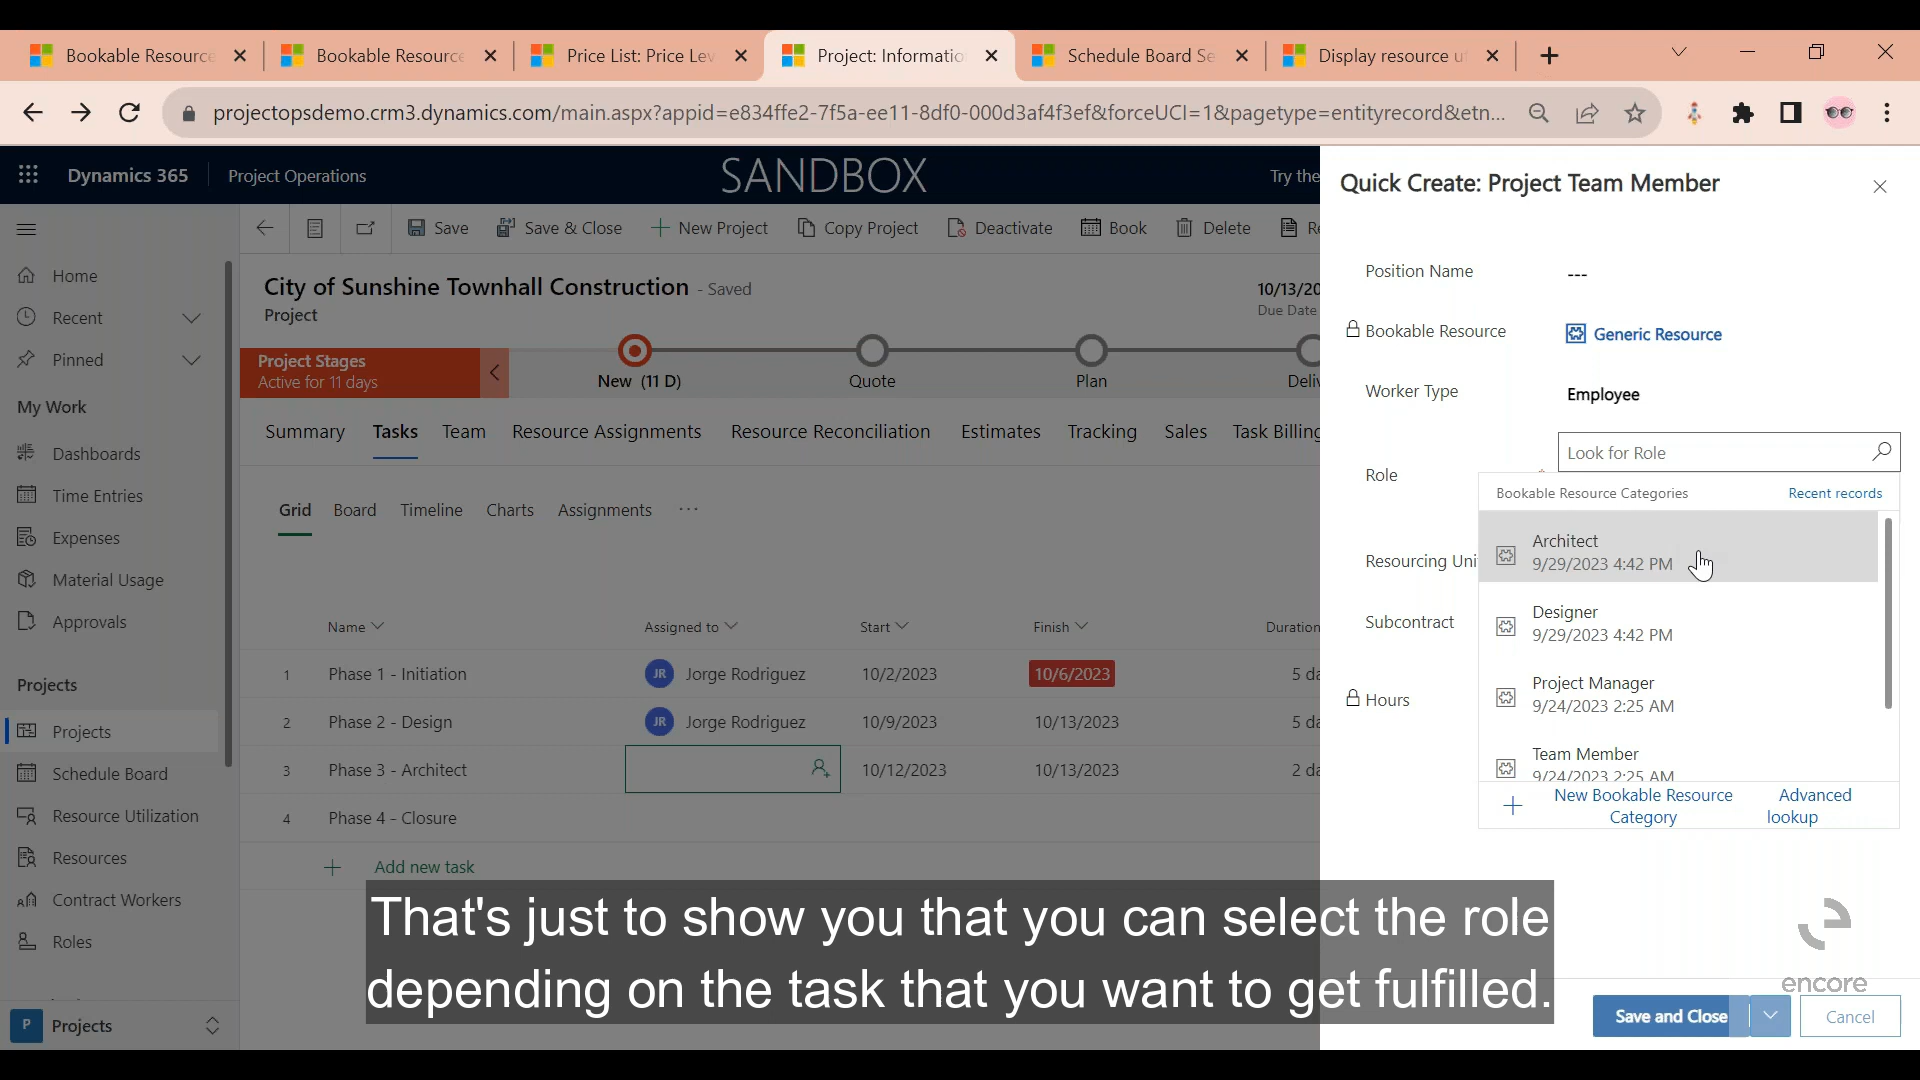 Bookable Resource
Bookable Resource
Price List: Price Lev
Project: Informatio
Schedule Board Se
Display resource ut
projectopsdemo.crm3.dynamics.com/main.aspx?appid=e834ffe2-7f5a-ee11-8df0-000d3af4f3ef&forceUCI=1&pagetype=entityrecord&etn...
Dynamics 365
Project Operations
SANDBOX
Try the
Save
Save & Close
New Project
Copy Project
Deactivate
Book
Delete
Home
Recent
Pinned
My Work
Dashboards
Time Entries
Expenses
Material Usage
Approvals
Projects
Projects
Schedule Board
Resource Utilization
Resources
Contract Workers
Roles
P Projects
City of Sunshine Townhall Construction - Saved
Project
10/13/20
Due Date
Project Stages
Active for 11 days
New (11 D)
Quote
Plan
Summary
Tasks
Team
Resource Assignments
Resource Reconciliation
Estimates
Tracking
Sales
Task Billing
Grid
Board
Timeline
Charts
Assignments
...
Name
Assigned to
Start
Finish
Duration
1 Phase 1 - Initiation JR Jorge Rodriguez 10/2/2023 10/6/2023 5 da
2 Phase 2 - Design JR Jorge Rodriguez 10/9/2023 10/13/2023 5 da
3 Phase 3 - Architect 10/12/2023 10/13/2023 2 da
4 Phase 4 - Closure
Add new task
Quick Create: Project Team Member
Position Name
---
Bookable Resource
Generic Resource
Worker Type
Employee
Role
Look for Role
Bookable Resource Categories
Recent records
Architect
9/29/2023 4:42 PM
Designer
9/29/2023 4:42 PM
Project Manager
9/24/2023 2:25 AM
Team Member
9/24/2023 2:25 AM
New Bookable Resource
Category
Advanced
lookup
Resourcing Uni
Subcontract
Hours
encore
Save and Close
Cancel
That's just to show you that you can select the role
depending on the task that you want to get fulfilled.